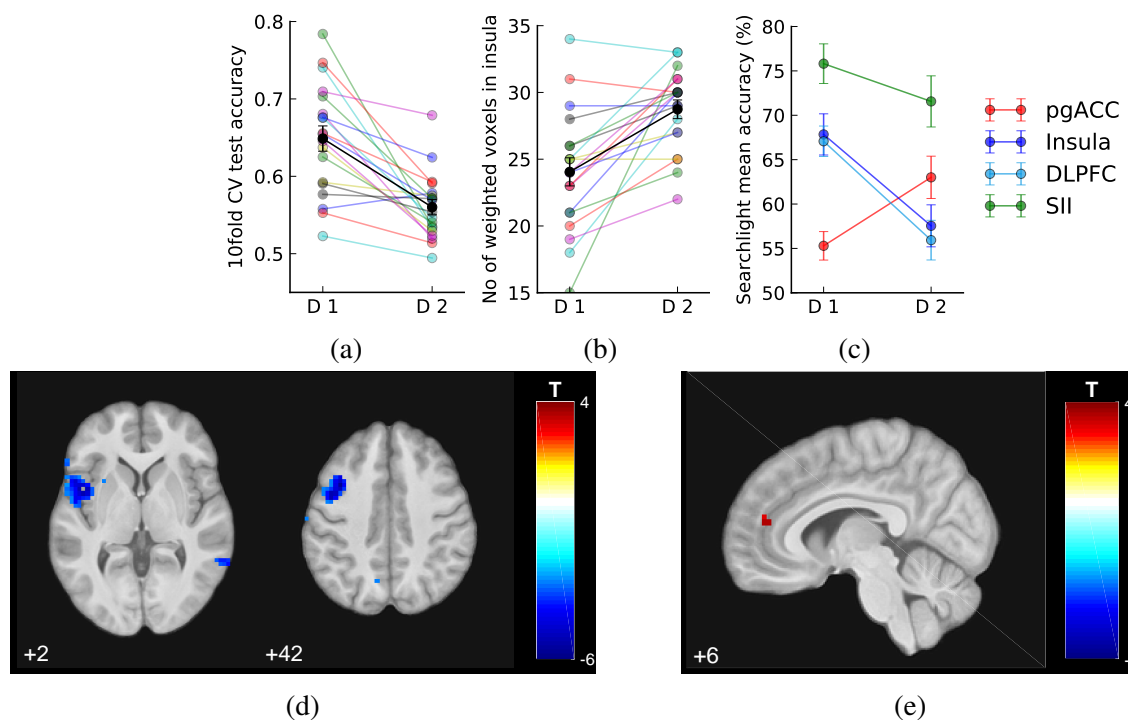 10fold CV test accuracy
0.8
0.7
0.6
0.5
D 1 D 2
(a)
No of weighted voxels in insula
35
30
25
20
15
D 1 D 2
(b)
Searchlight mean accuracy (%)
80
75
70
65
60
55
50
D 1 D 2
(c)
pgACC
Insula
DLPFC
SII
T
4
-6
+2
+42
(d)
T
4
+6
(e)